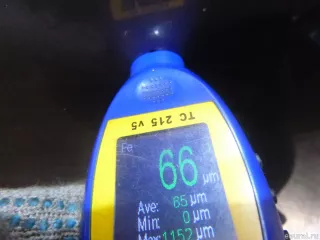 TC 215 v5
Fe
66 µm
Ave: 65 µm
Min: 0 µm
Max: 1152 µm